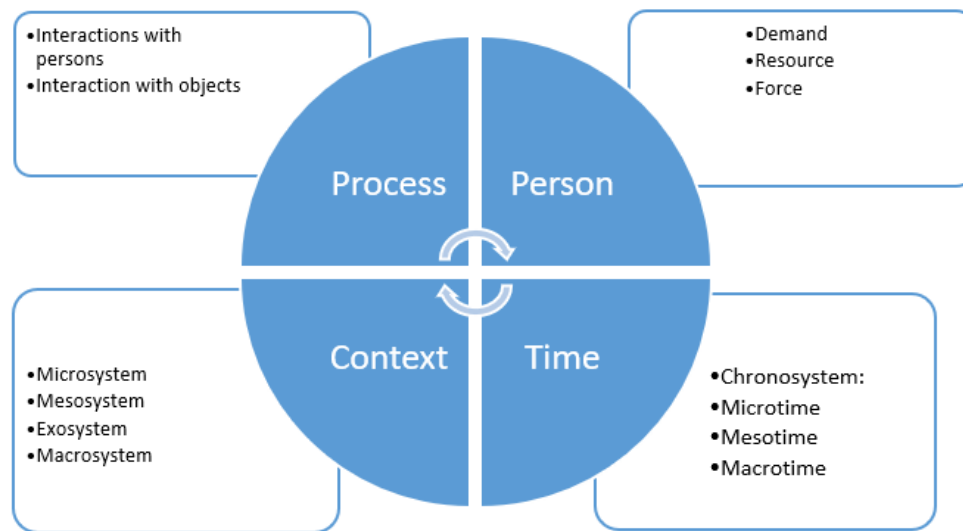 •Interactions with
persons
•Interaction with objects
•Demand
•Resource
•Force
Process
Person
Context
Time
•Microsystem
•Mesosystem
•Exosystem
•Macrosystem
•Chronosystem:
•Microtime
•Mesotime
•Macrotime